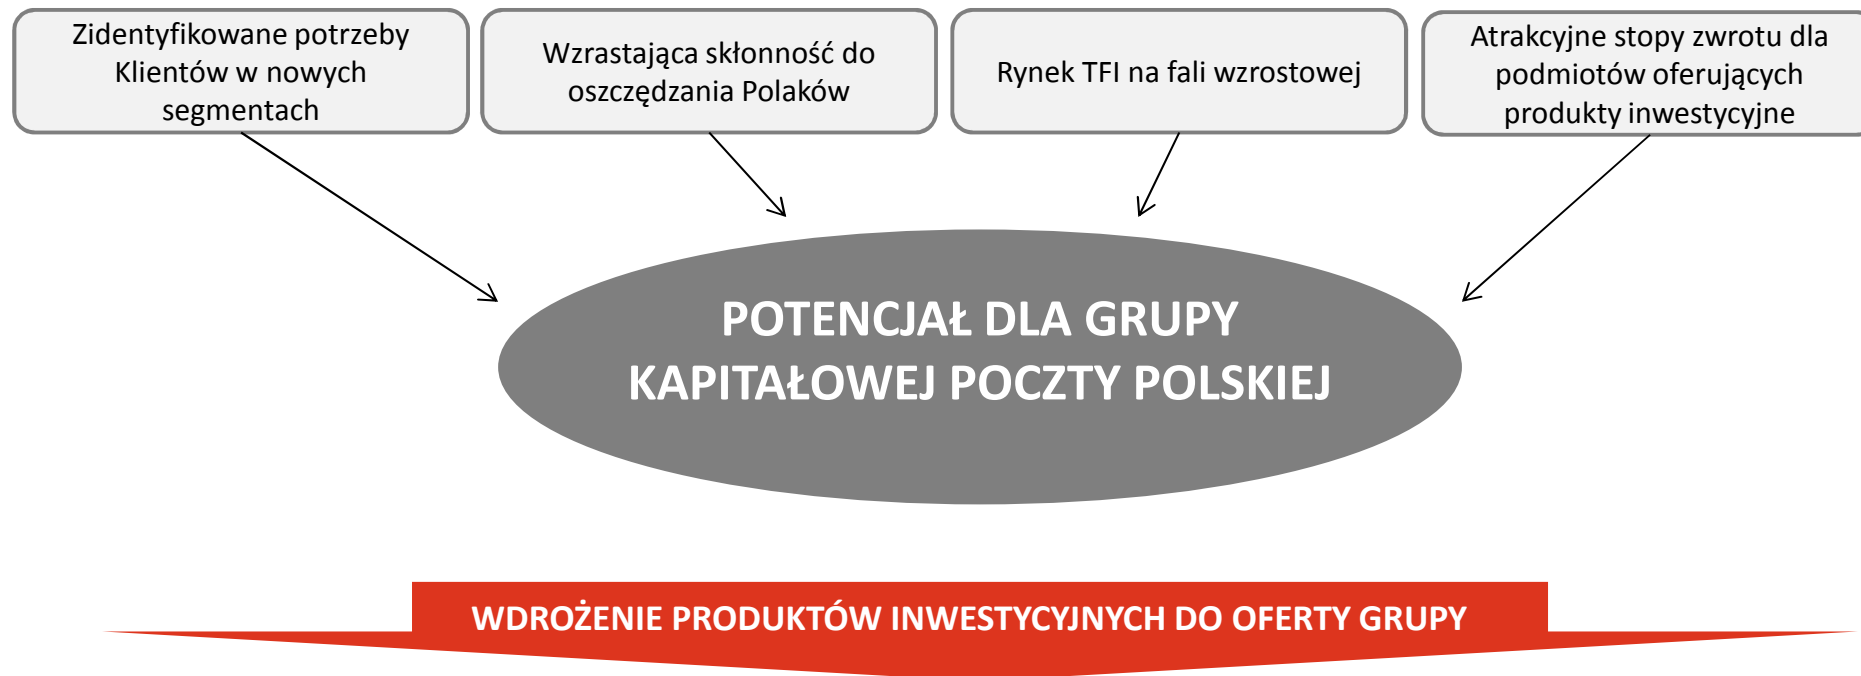 Zidentyfikowane potrzeby
Klientów w nowych
segmentach
Wzrastająca skłonność do
oszczędzania Polaków
Rynek TFI na fali wzrostowej
Atrakcyjne stopy zwrotu dla
podmiotów oferujących
produkty inwestycyjne
POTENCJAŁ DLA GRUPY
KAPITAŁOWEJ POCZTY POLSKIEJ
WDROŻENIE PRODUKTÓW INWESTYCYJNYCH DO OFERTY GRUPY